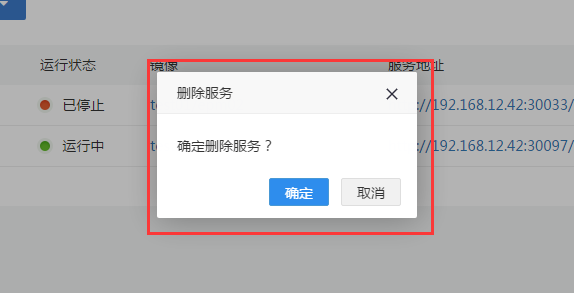 运行状态 镜像 服务地址
删除服务
已停止 ://192.168.12.42:30033/
确定删除服务？
运行中 ://192.168.12.42:30097/
确定 取消